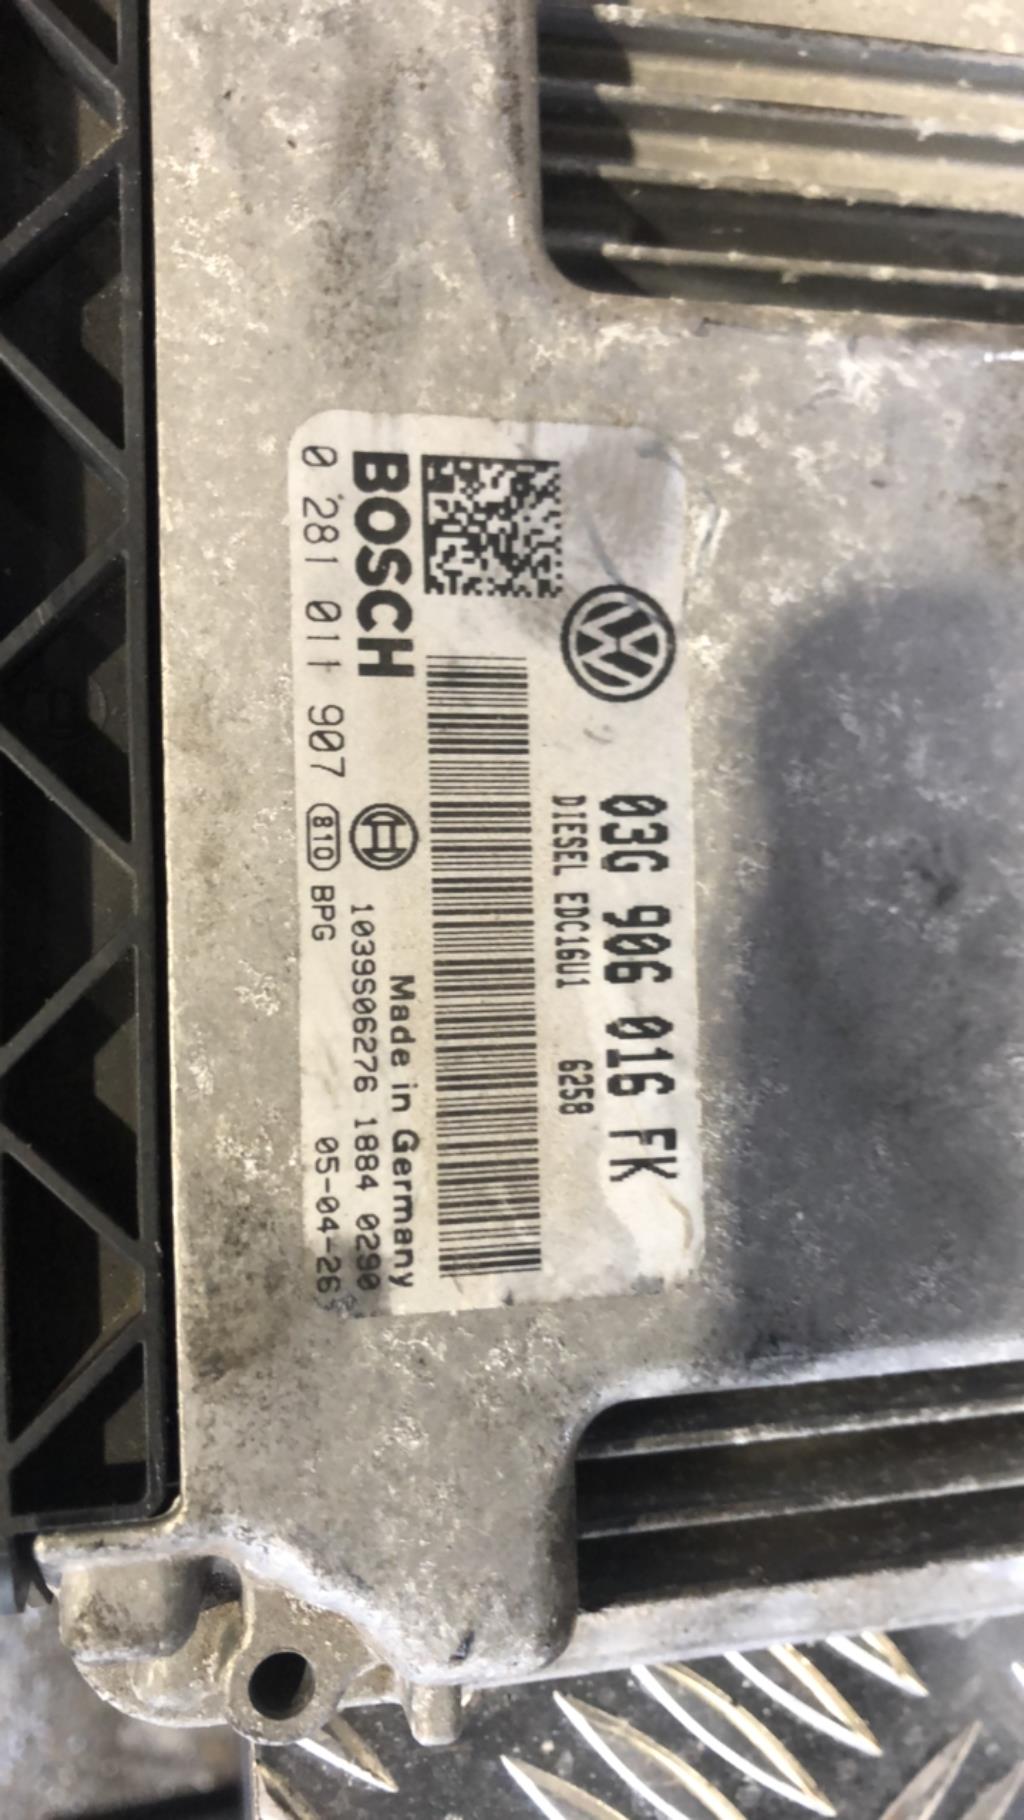 03G 906 016 FK
DIESEL EDC16U1 6258
Made in Germany
BOSCH 1039S06276 1884 0290
0 281 011 907 81D BPG 05-04-26